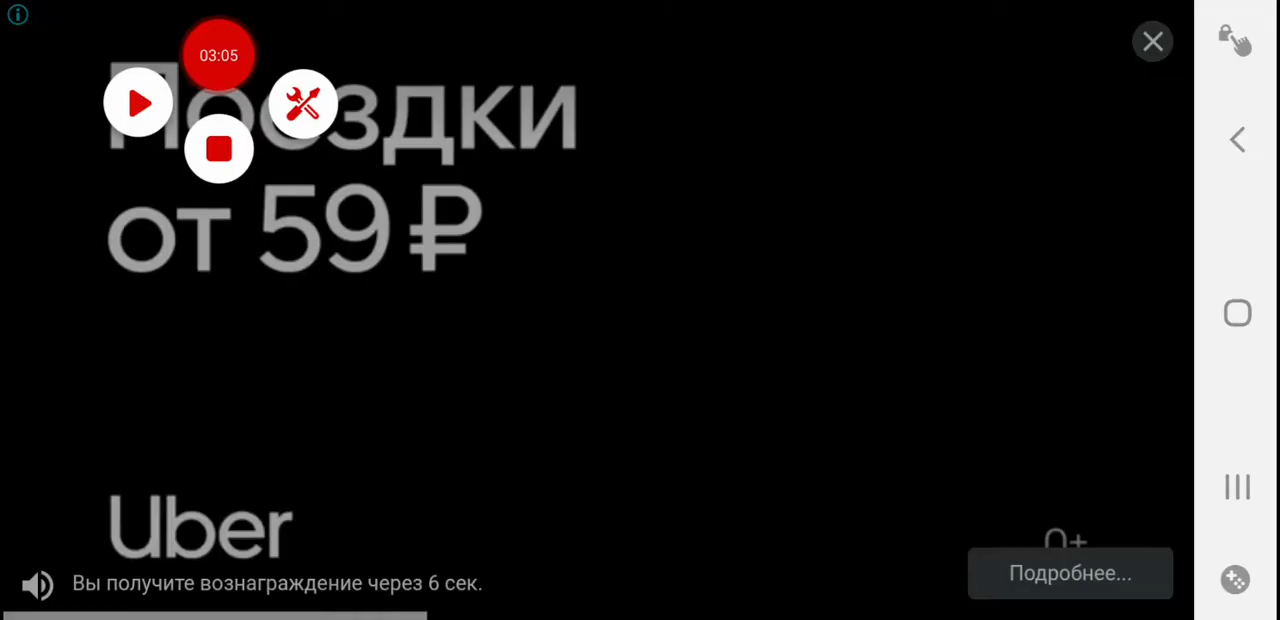 03:05
Поездки
от 59 ₽
Uber
0+
Вы получите вознаграждение через 6 сек.
Подробнее...